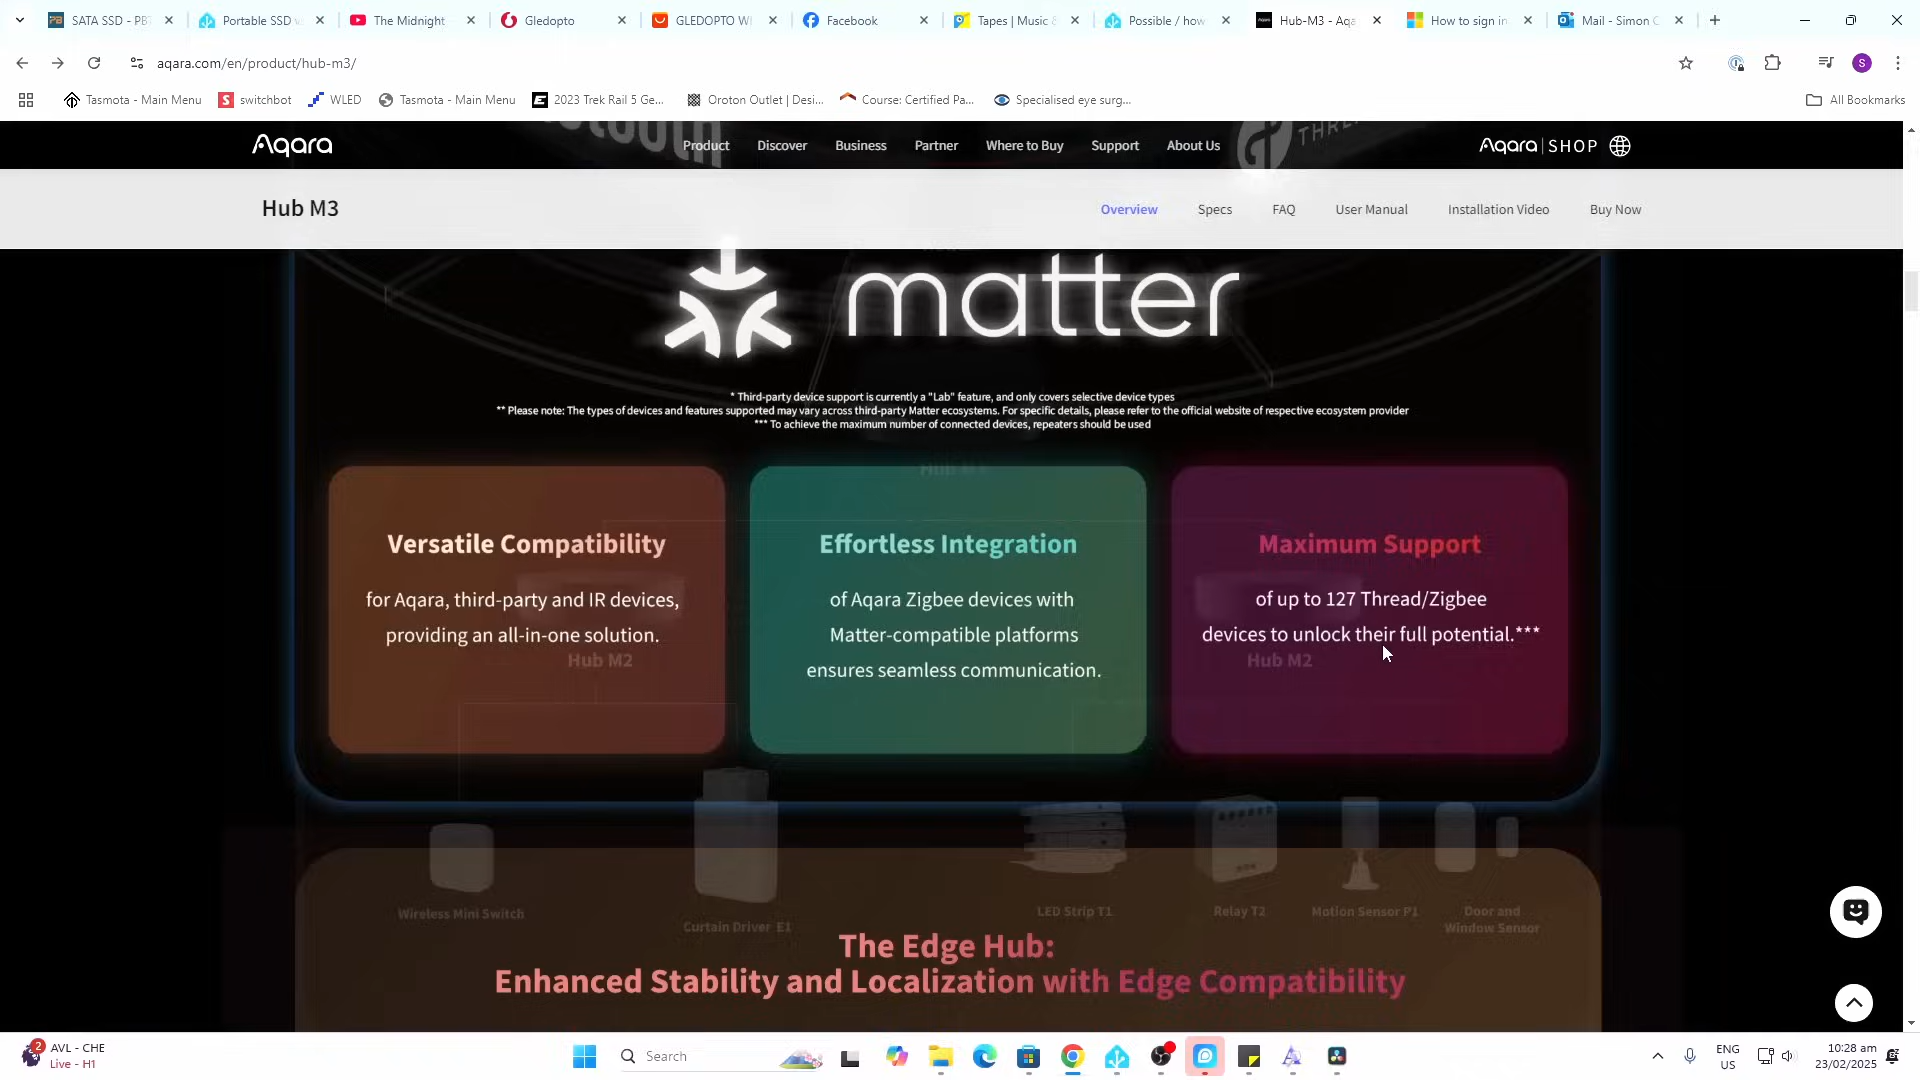 SATA SSD - PBT
Portable SSD v
The Midnight
Gledopto
GLEDOPTO W
Facebook
Tapes | Music &
Possible / how
Hub-M3 - Aqa
How to sign in
Mail - Simon C
aqara.com/en/product/hub-m3/
S
Tasmota - Main Menu
switchbot
WLED
Tasmota - Main Menu
2023 Trek Rail 5 Ge...
Oroton Outlet | Desi...
Course: Certified Pa...
Specialised eye surg...
All Bookmarks
Aqara
Product
Discover
Business
Partner
Where to Buy
Support
About Us
Aqara | SHOP
Hub M3
Overview
Specs
FAQ
User Manual
Installation Video
Buy Now
matter
* Third-party device support is currently a "Lab" feature, and only covers selective device types
** Please note: The types of devices and features supported may vary across third-party Matter ecosystems. For specific details, please refer to the official website of respective ecosystem provider
*** To achieve the maximum number of connected devices, repeaters should be used
Versatile Compatibility
for Aqara, third-party and IR devices,
providing an all-in-one solution.
Hub M2
Effortless Integration
of Aqara Zigbee devices with
Matter-compatible platforms
ensures seamless communication.
Maximum Support
of up to 127 Thread/Zigbee
devices to unlock their full potential.***
Hub M2
Wireless Mini Switch
Curtain Driver E1
LED Strip T1
Relay T2
Motion Sensor P1
Door and
Window Sensor
The Edge Hub:
Enhanced Stability and Localization with Edge Compatibility
2
AVL - CHE
Live - H1
Search
ENG
US
10:28 am
23/02/2025